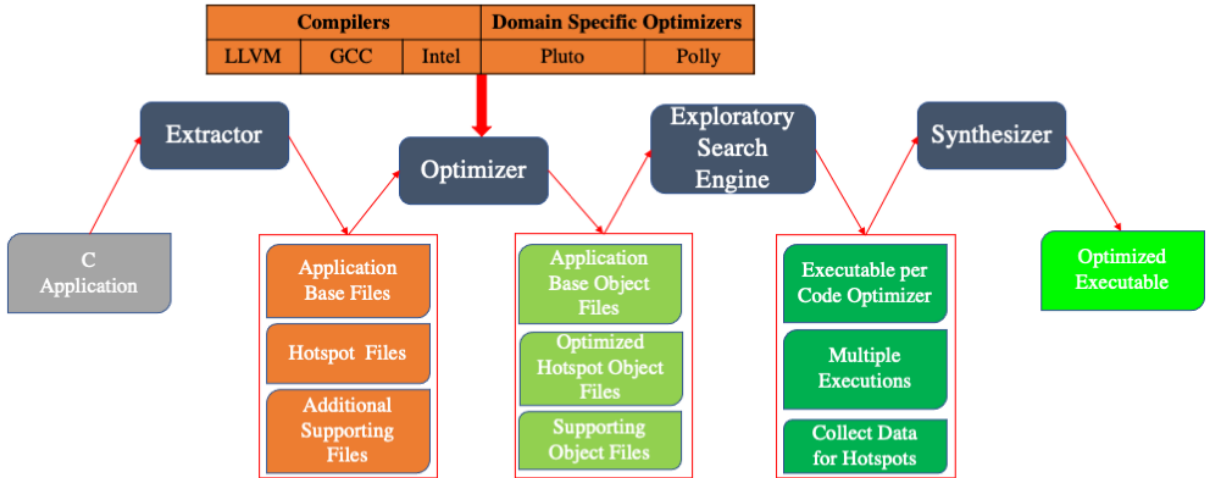 Compilers
Domain Specific Optimizers
LLVM
GCC
Intel
Pluto
Polly
Extractor
Optimizer
Exploratory
Search
Engine
Synthesizer
C
Application
Application
Base Files
Hotspot Files
Additional
Supporting
Files
Application
Base Object
Files
Optimized
Hotspot Object
Files
Supporting
Object Files
Executable per
Code Optimizer
Multiple
Executions
Collect Data
for Hotspots
Optimized
Executable